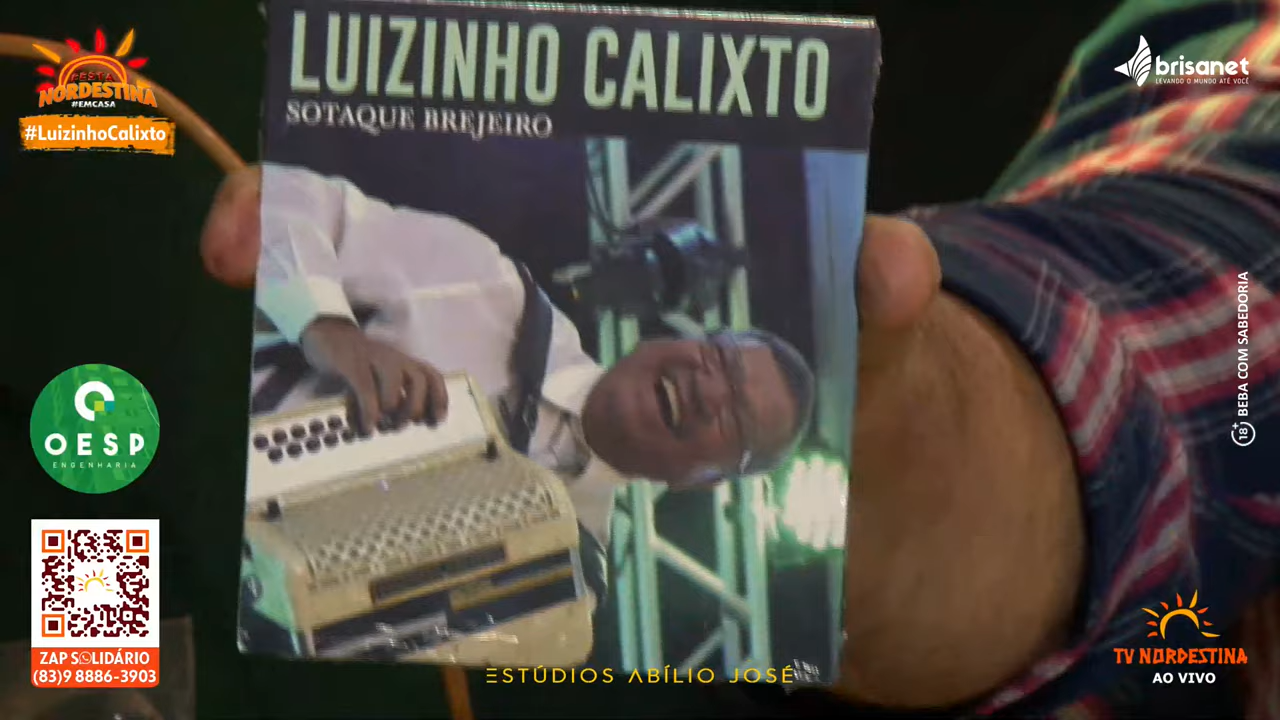 LUIZINHO CALIXTO
SOTAQUE BREJEIRO
FESTA
NORDESTINA
#EMCASA
#LuizinhoCalixto
brisanet
LEVANDO O MUNDO ATÉ VOCÊ
18+ BEBA COM SABEDORIA
OESP
ENGENHARIA
ZAP SOLIDÁRIO
(83)9 8886-3903
ESTÚDIOS ABÍLIO JOSÉ
TV NORDESTINA
AO VIVO